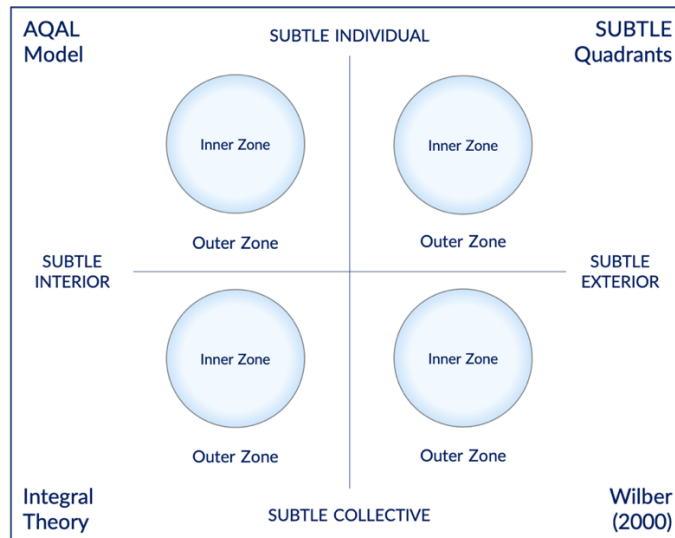 AQAL
Model
SUBTLE INDIVIDUAL
SUBTLE
Quadrants
Inner Zone
Inner Zone
Outer Zone
Outer Zone
SUBTLE
INTERIOR
SUBTLE
EXTERIOR
Inner Zone
Inner Zone
Outer Zone
Outer Zone
Integral
Theory
SUBTLE COLLECTIVE
Wilber
(2000)